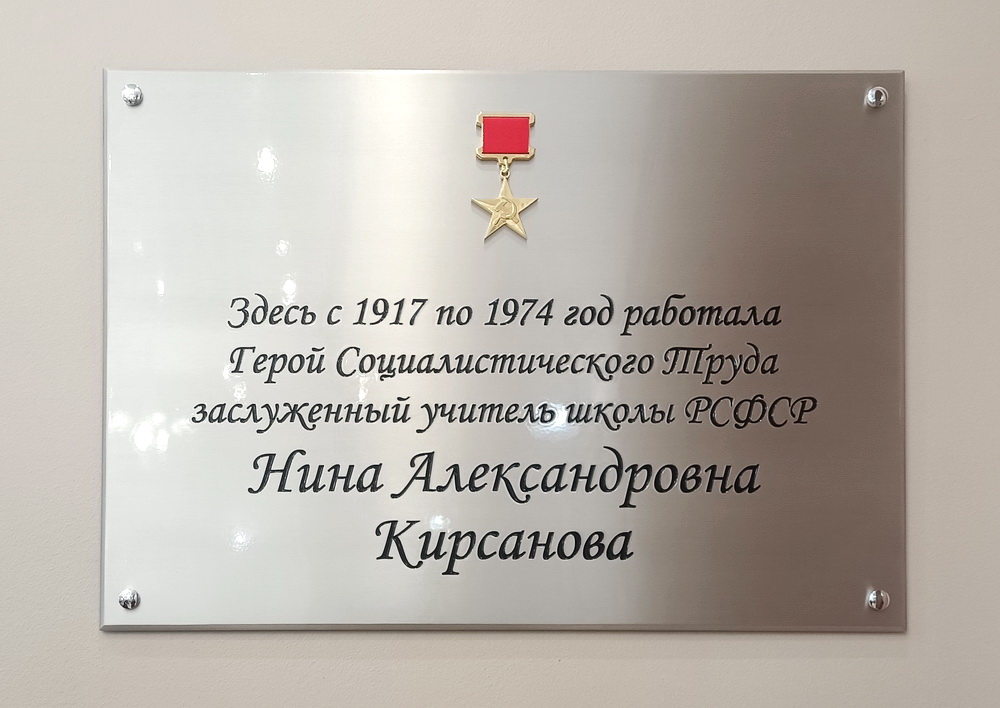 Здесь с 1917 по 1974 год работала
Герой Социалистического Труда
заслуженный учитель школы РСФСР
Нина Александровна
Кирсанова